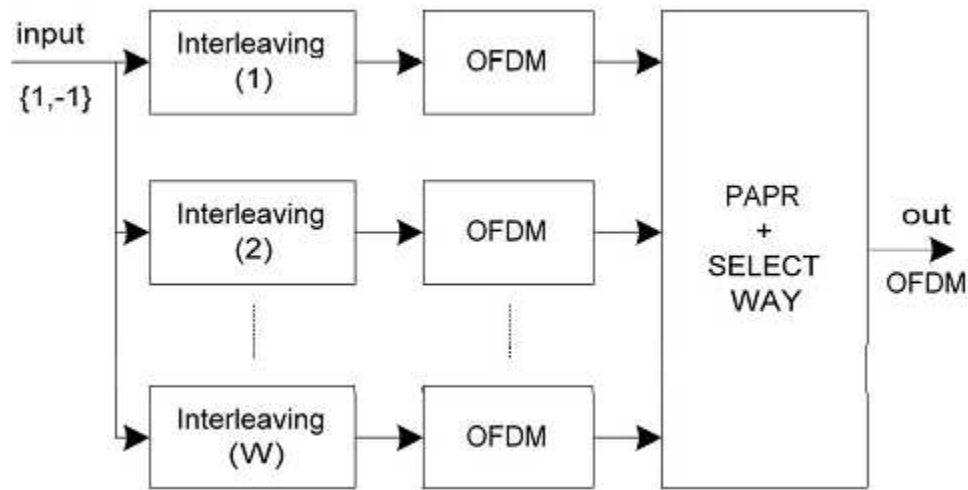 input
{1,-1}
Interleaving
(1)
OFDM
Interleaving
(2)
OFDM
Interleaving
(W)
OFDM
PAPR
+
SELECT
WAY
out
OFDM